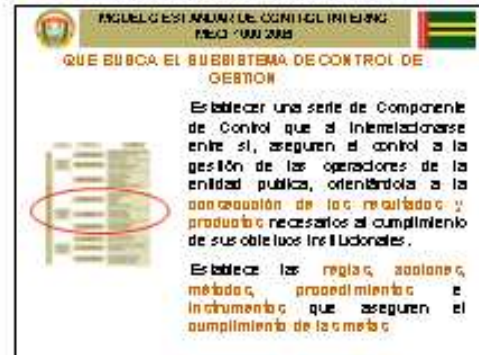 MODELO ESTANDAR DE CONTROL INTERNO
MECI 1000:2005
QUE BUSCA EL SUBSISTEMA DE CONTROL DE
GESTION
Establecer una serie de Componente
de Control que al interrelacionarse
entre si, aseguren el control a la
gestión de las operaciones de la
entidad publica, orientándola a la
consecución de los resultados y
productos necesarios al cumplimiento
de sus objetivos institucionales.
Establece las reglas, acciones,
métodos, procedimientos e
instrumentos que aseguren el
cumplimiento de las metas